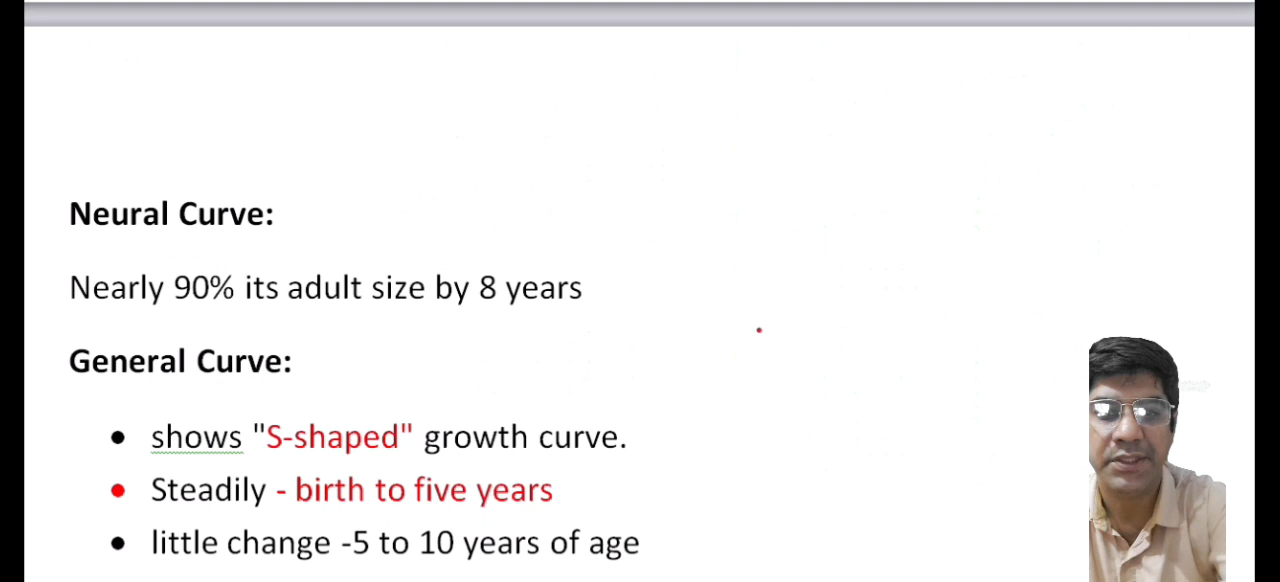 Neural Curve:
Nearly 90% its adult size by 8 years
General Curve:
• shows "S-shaped" growth curve.
• Steadily - birth to five years
• little change -5 to 10 years of age